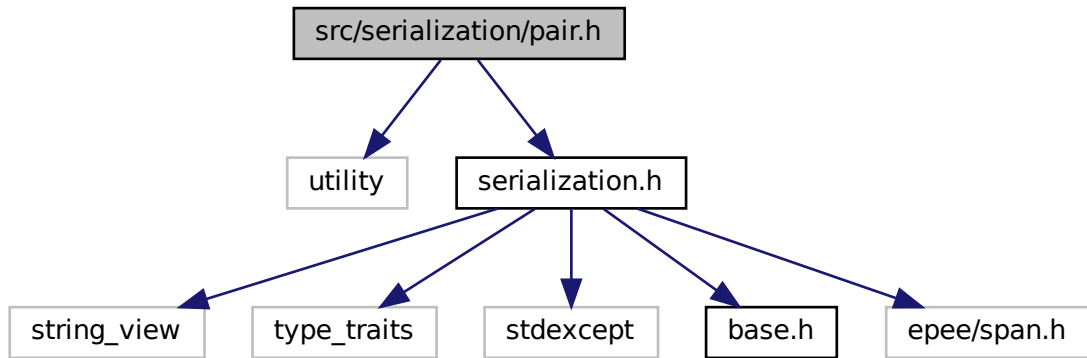 src/serialization/pair.h
utility
serialization.h
string_view
type_traits
stdexcept
base.h
epee/span.h